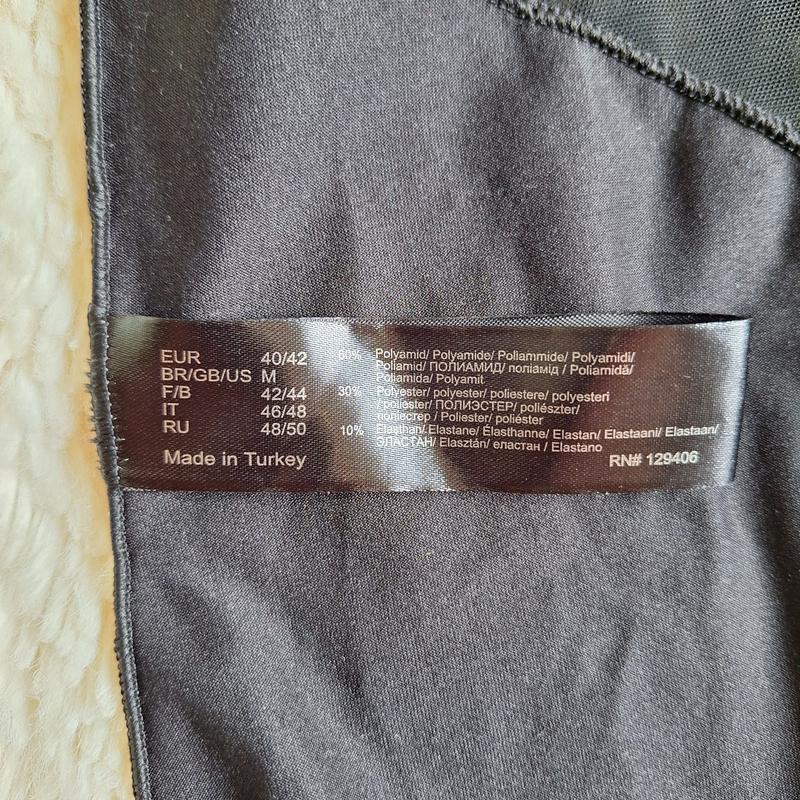 EUR 40/42
BR/GB/US M
F/B 42/44
IT 46/48
RU 48/50
60% Polyamid/ Polyamide/ Poliammide/ Polyamidi/
Poliamid/ ПОЛИАМИД/ поліамід / Poliamidă/
Poliamida/ Polyamit
30% Polyester/ polyester/ poliestere/ polyesteri
/ poliester/ ПОЛИЭСТЕР/ poliészter/
полієстер / Poliester/ poliéster
10% Elasthan/ Elastane/ Élasthanne/ Elastan/ Elastaani/ Elastaan/
ЭЛАСТАН/ Elasztán/ еластан / Elastano
Made in Turkey
RN# 129406